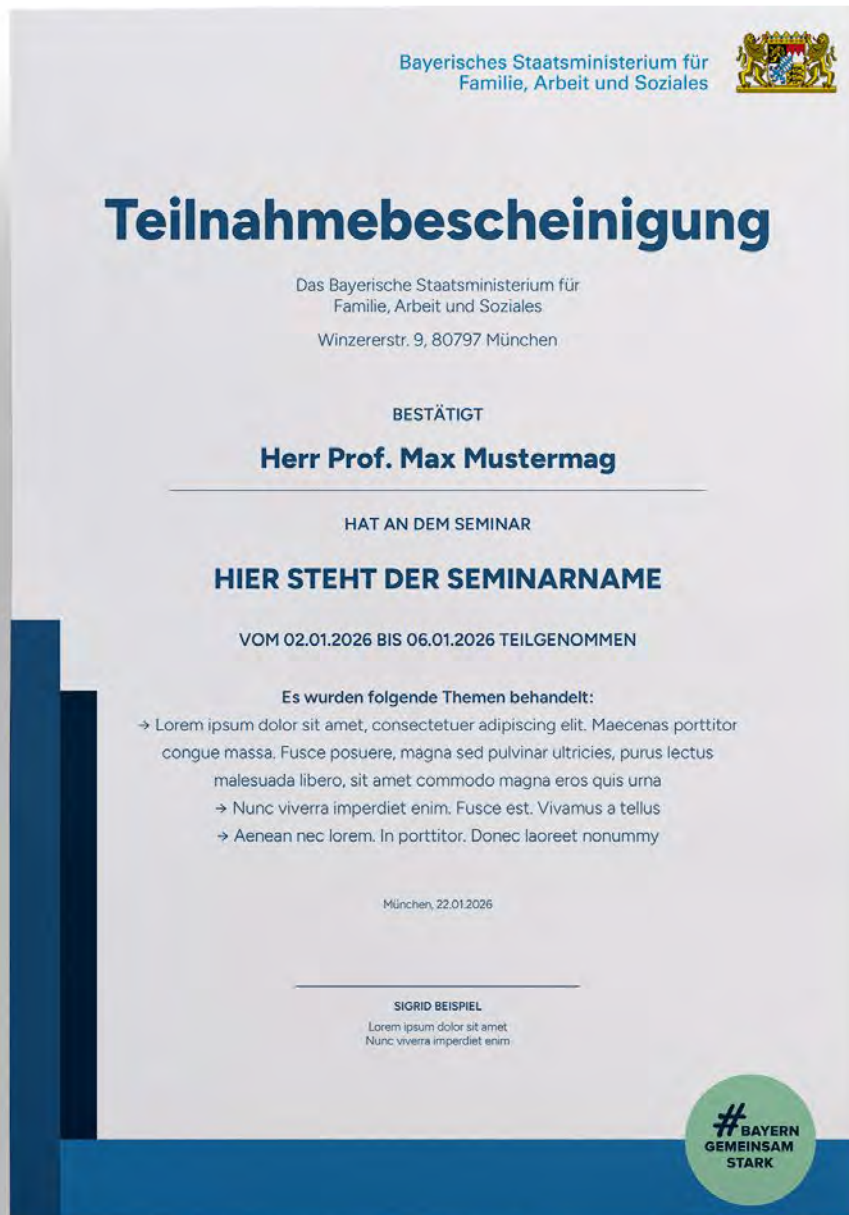 Bayerisches Staatsministerium für
Familie, Arbeit und Soziales
Teilnahmebescheinigung
Das Bayerische Staatsministerium für
Familie, Arbeit und Soziales
Winzererstr. 9, 80797 München
BESTÄTIGT
Herr Prof. Max Mustermag
HAT AN DEM SEMINAR
HIER STEHT DER SEMINARNAME
VOM 02.01.2026 BIS 06.01.2026 TEILGENOMMEN
Es wurden folgende Themen behandelt:
→ Lorem ipsum dolor sit amet, consectetuer adipiscing elit. Maecenas porttitor
congue massa. Fusce posuere, magna sed pulvinar ultricies, purus lectus
malesuada libero, sit amet commodo magna eros quis urna
→ Nunc viverra imperdiet enim. Fusce est. Vivamus a tellus
→ Aenean nec lorem. In porttitor. Donec laoreet nonummy
München, 22.01.2026
SIGRID BEISPIEL
Lorem ipsum dolor sit amet
Nunc viverra imperdiet enim
# BAYERN
GEMEINSAM
STARK